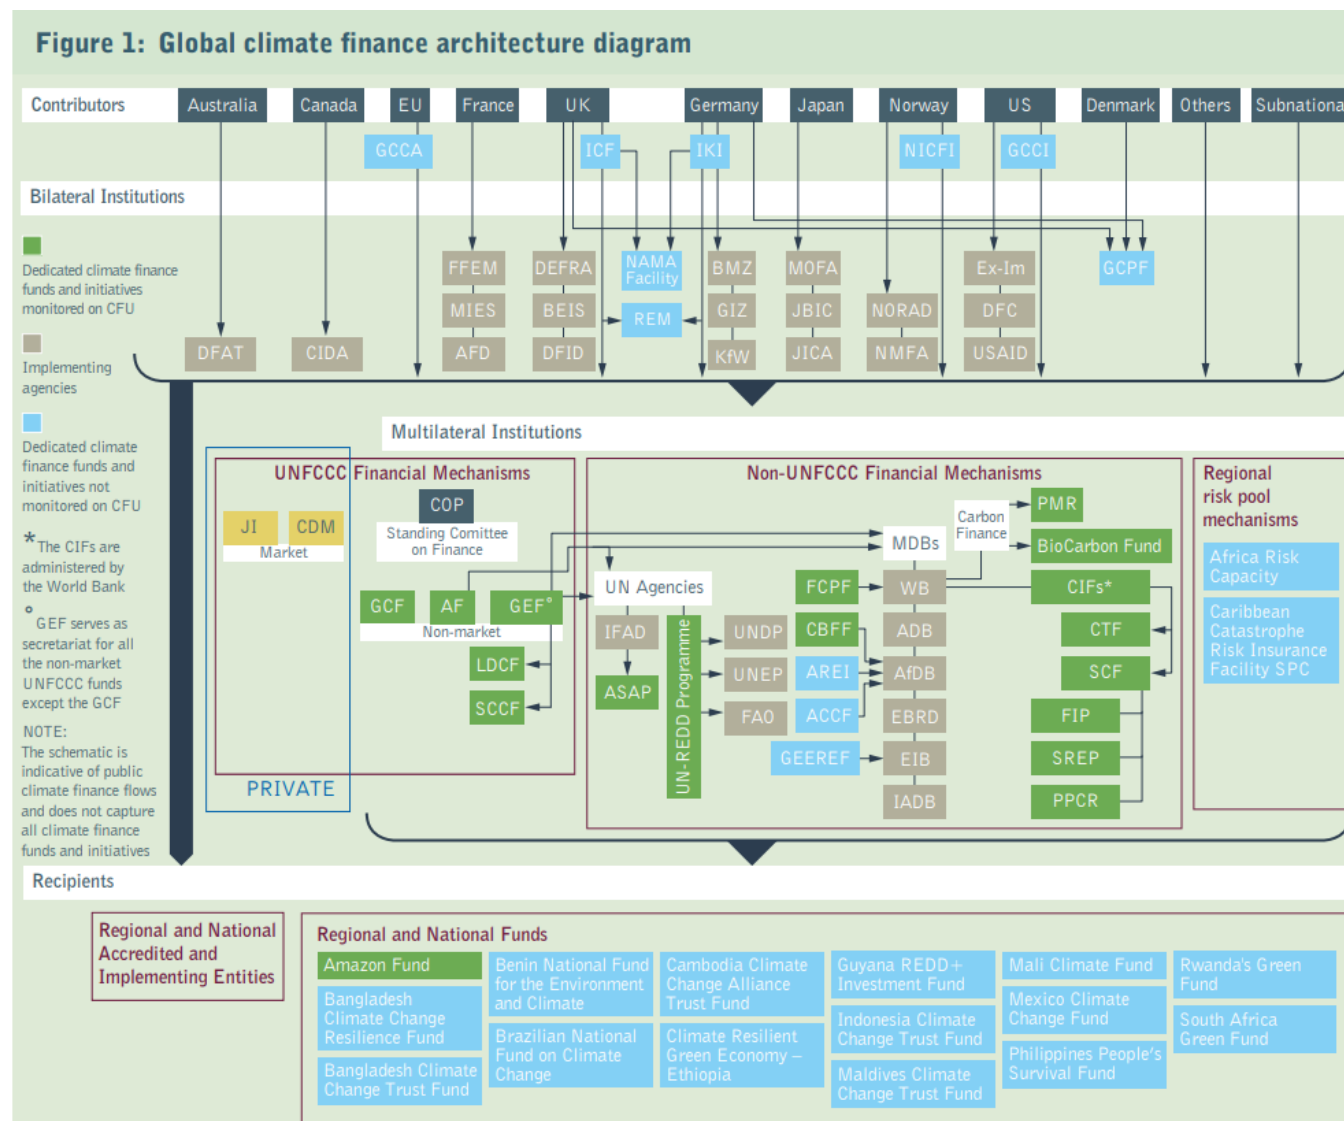 Figure 1: Global climate finance architecture diagram
Contributors
Australia
Canada
EU
France
UK
Germany
Japan
Norway
US
Denmark
Others
Subnationa
GCCA
ICF
IKI
NICFI
GCCI
Bilateral Institutions
Dedicated climate finance
funds and initiatives
monitored on CFU
Implementing
agencies
Dedicated climate
finance funds and
initiatives not
monitored on CFU
*The CIFs are
administered by
the World Bank
° GEF serves as
secretariat for all
the non-market
UNFCCC funds
except the GCF
NOTE:
The schematic is
indicative of public
climate finance flows
and does not capture
all climate finance
funds and initiatives
DFAT
CIDA
FFEM
MIES
AFD
DEFRA
BEIS
DFID
NAMA
Facility
REM
BMZ
GIZ
KfW
MOFA
JBIC
JICA
NORAD
NMFA
Ex-Im
DFC
USAID
GCPF
Multilateral Institutions
UNFCCC Financial Mechanisms
JI
CDM
Market
COP
Standing Comittee
on Finance
GCF
AF
GEF°
Non-market
LDCF
SCCF
PRIVATE
Non-UNFCCC Financial Mechanisms
UN Agencies
IFAD
ASAP
UN-REDD Programme
UNDP
UNEP
FAO
FCPF
CBFF
AREI
ACCF
GEEREF
MDBs
WB
ADB
AfDB
EBRD
EIB
IADB
Carbon
Finance
PMR
BioCarbon Fund
CIFs*
CTF
SCF
FIP
SREP
PPCR
Regional
risk pool
mechanisms
Africa Risk
Capacity
Caribbean
Catastrophe
Risk Insurance
Facility SPC
Recipients
Regional and National
Accredited and
Implementing Entities
Regional and National Funds
Amazon Fund
Bangladesh
Climate Change
Resilience Fund
Bangladesh Climate
Change Trust Fund
Benin National Fund
for the Environment
and Climate
Brazilian National
Fund on Climate
Change
Cambodia Climate
Change Alliance
Trust Fund
Climate Resilient
Green Economy –
Ethiopia
Guyana REDD+
Investment Fund
Indonesia Climate
Change Trust Fund
Maldives Climate
Change Trust Fund
Mali Climate Fund
Mexico Climate
Change Fund
Philippines People's
Survival Fund
Rwanda's Green
Fund
South Africa
Green Fund